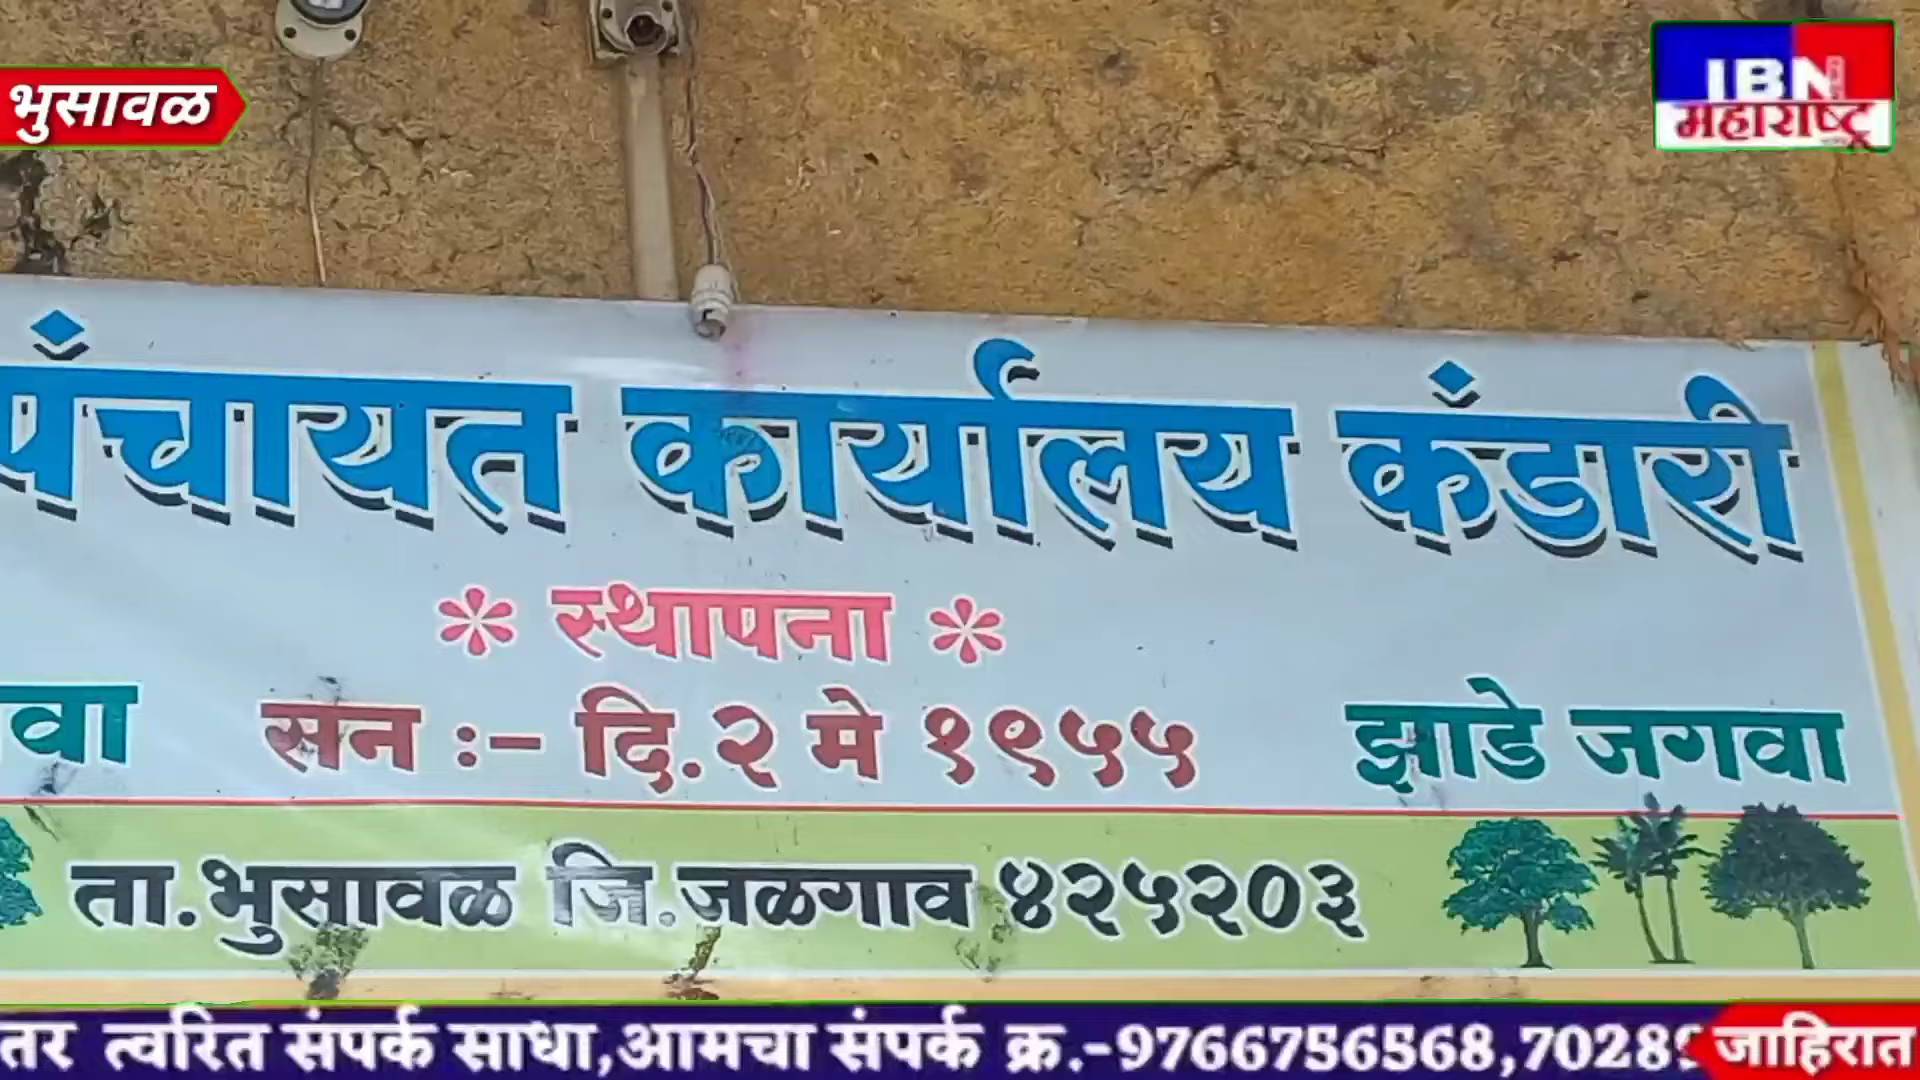 भुसावळ
IBN
महाराष्ट्र
पंचायत कार्यालय कंडारी
* स्थापना *
वा सन :- दि.२ मे १९५५ झाडे जगवा
ता.भुसावळ जि.जळगाव ४२५२०३
तर त्वरित संपर्क साधा,आमचा संपर्क क्र.-9766756568,70289 जाहिरात